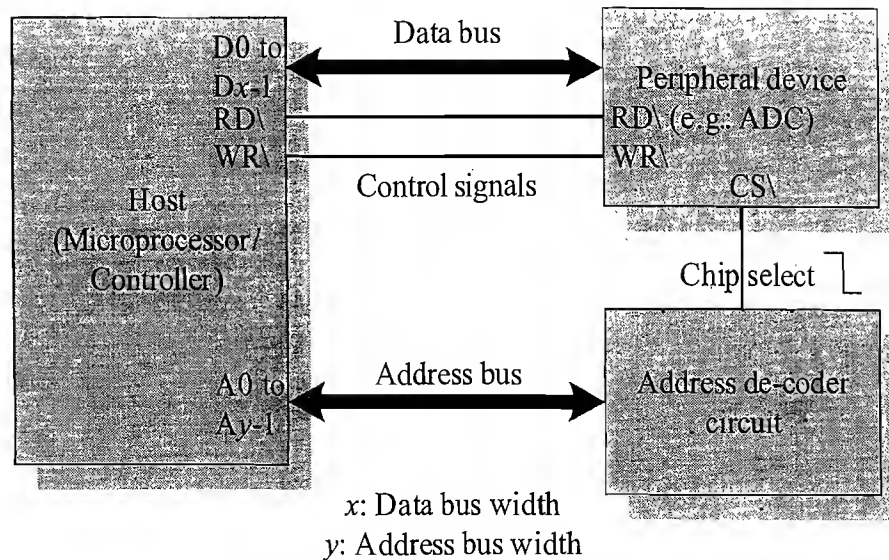 D0 to
Dx-1
RD\
WR\
Host
(Microprocessor/
Controller)
A0 to
Ay-1
Data bus
Control signals
Address bus
Peripheral device
RD\ (e.g.: ADC)
WR\
CS\
Chip select
Address de-coder
circuit
x: Data bus width
y: Address bus width